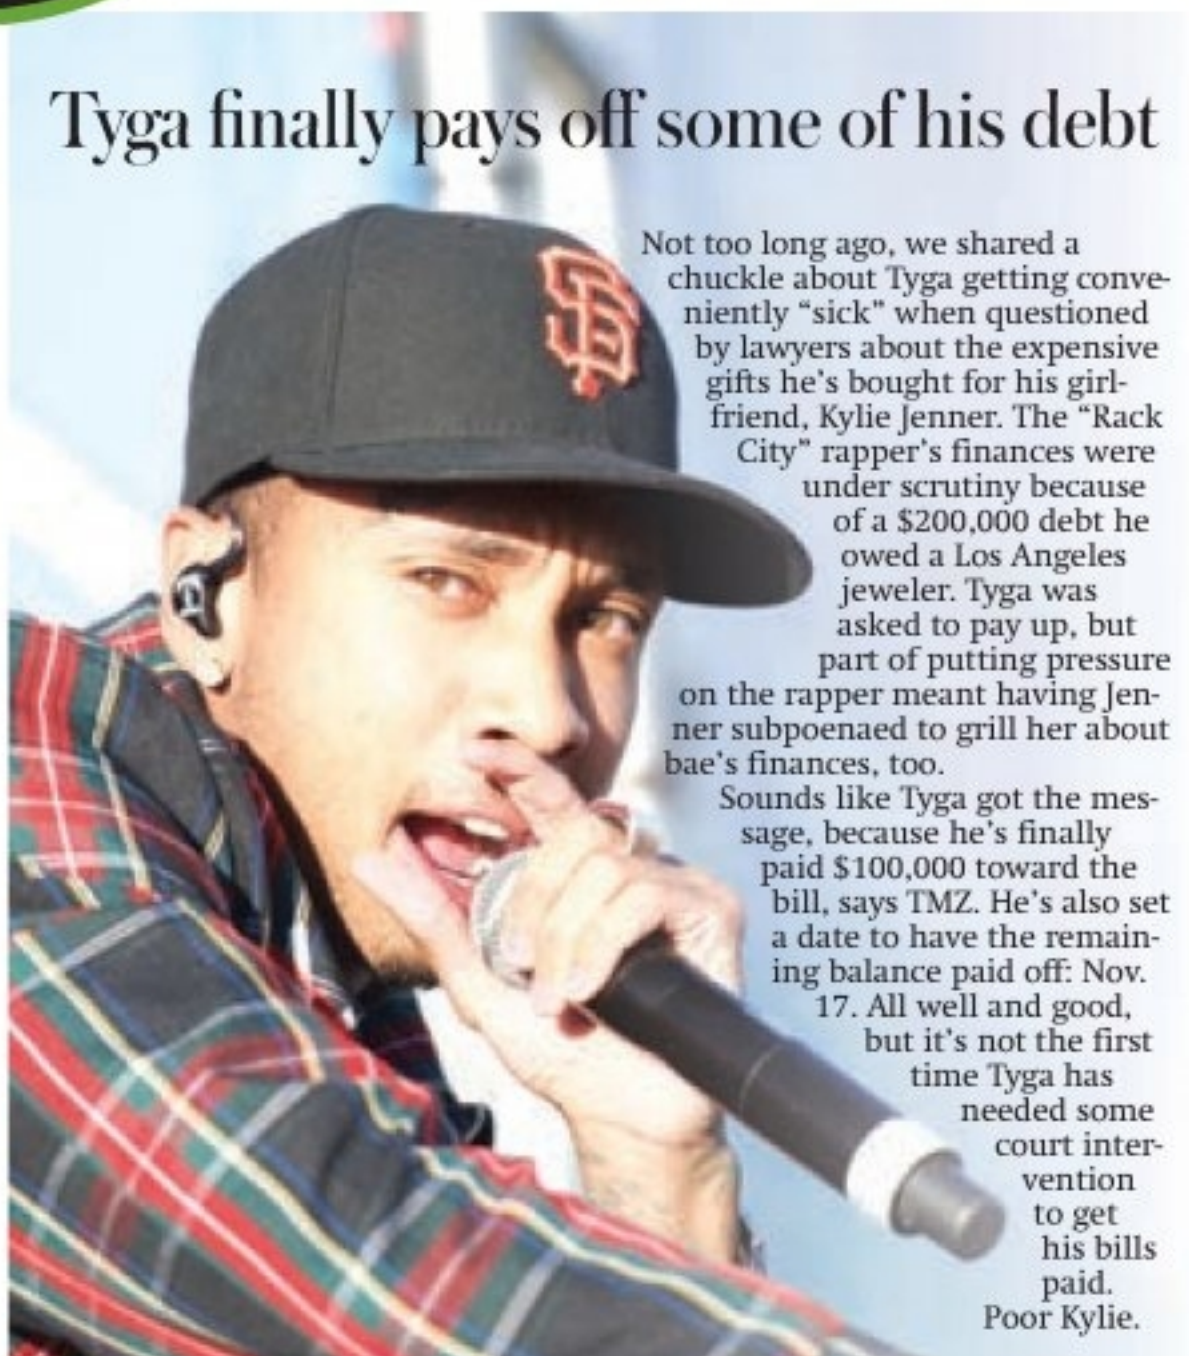 Tyga finally pays off some of his debt
SF
Not too long ago, we shared a
chuckle about Tyga getting conve-
niently “sick” when questioned
by lawyers about the expensive
gifts he’s bought for his girl-
friend, Kylie Jenner. The “Rack
City” rapper’s finances were
under scrutiny because
of a $200,000 debt he
owed a Los Angeles
jeweler. Tyga was
asked to pay up, but
part of putting pressure
on the rapper meant having Jen-
ner subpoenaed to grill her about
bae’s finances, too.
Sounds like Tyga got the mes-
sage, because he’s finally
paid $100,000 toward the
bill, says TMZ. He’s also set
a date to have the remain-
ing balance paid off: Nov.
17. All well and good,
but it’s not the first
time Tyga has
needed some
court inter-
vention
to get
his bills
paid.
Poor Kylie.